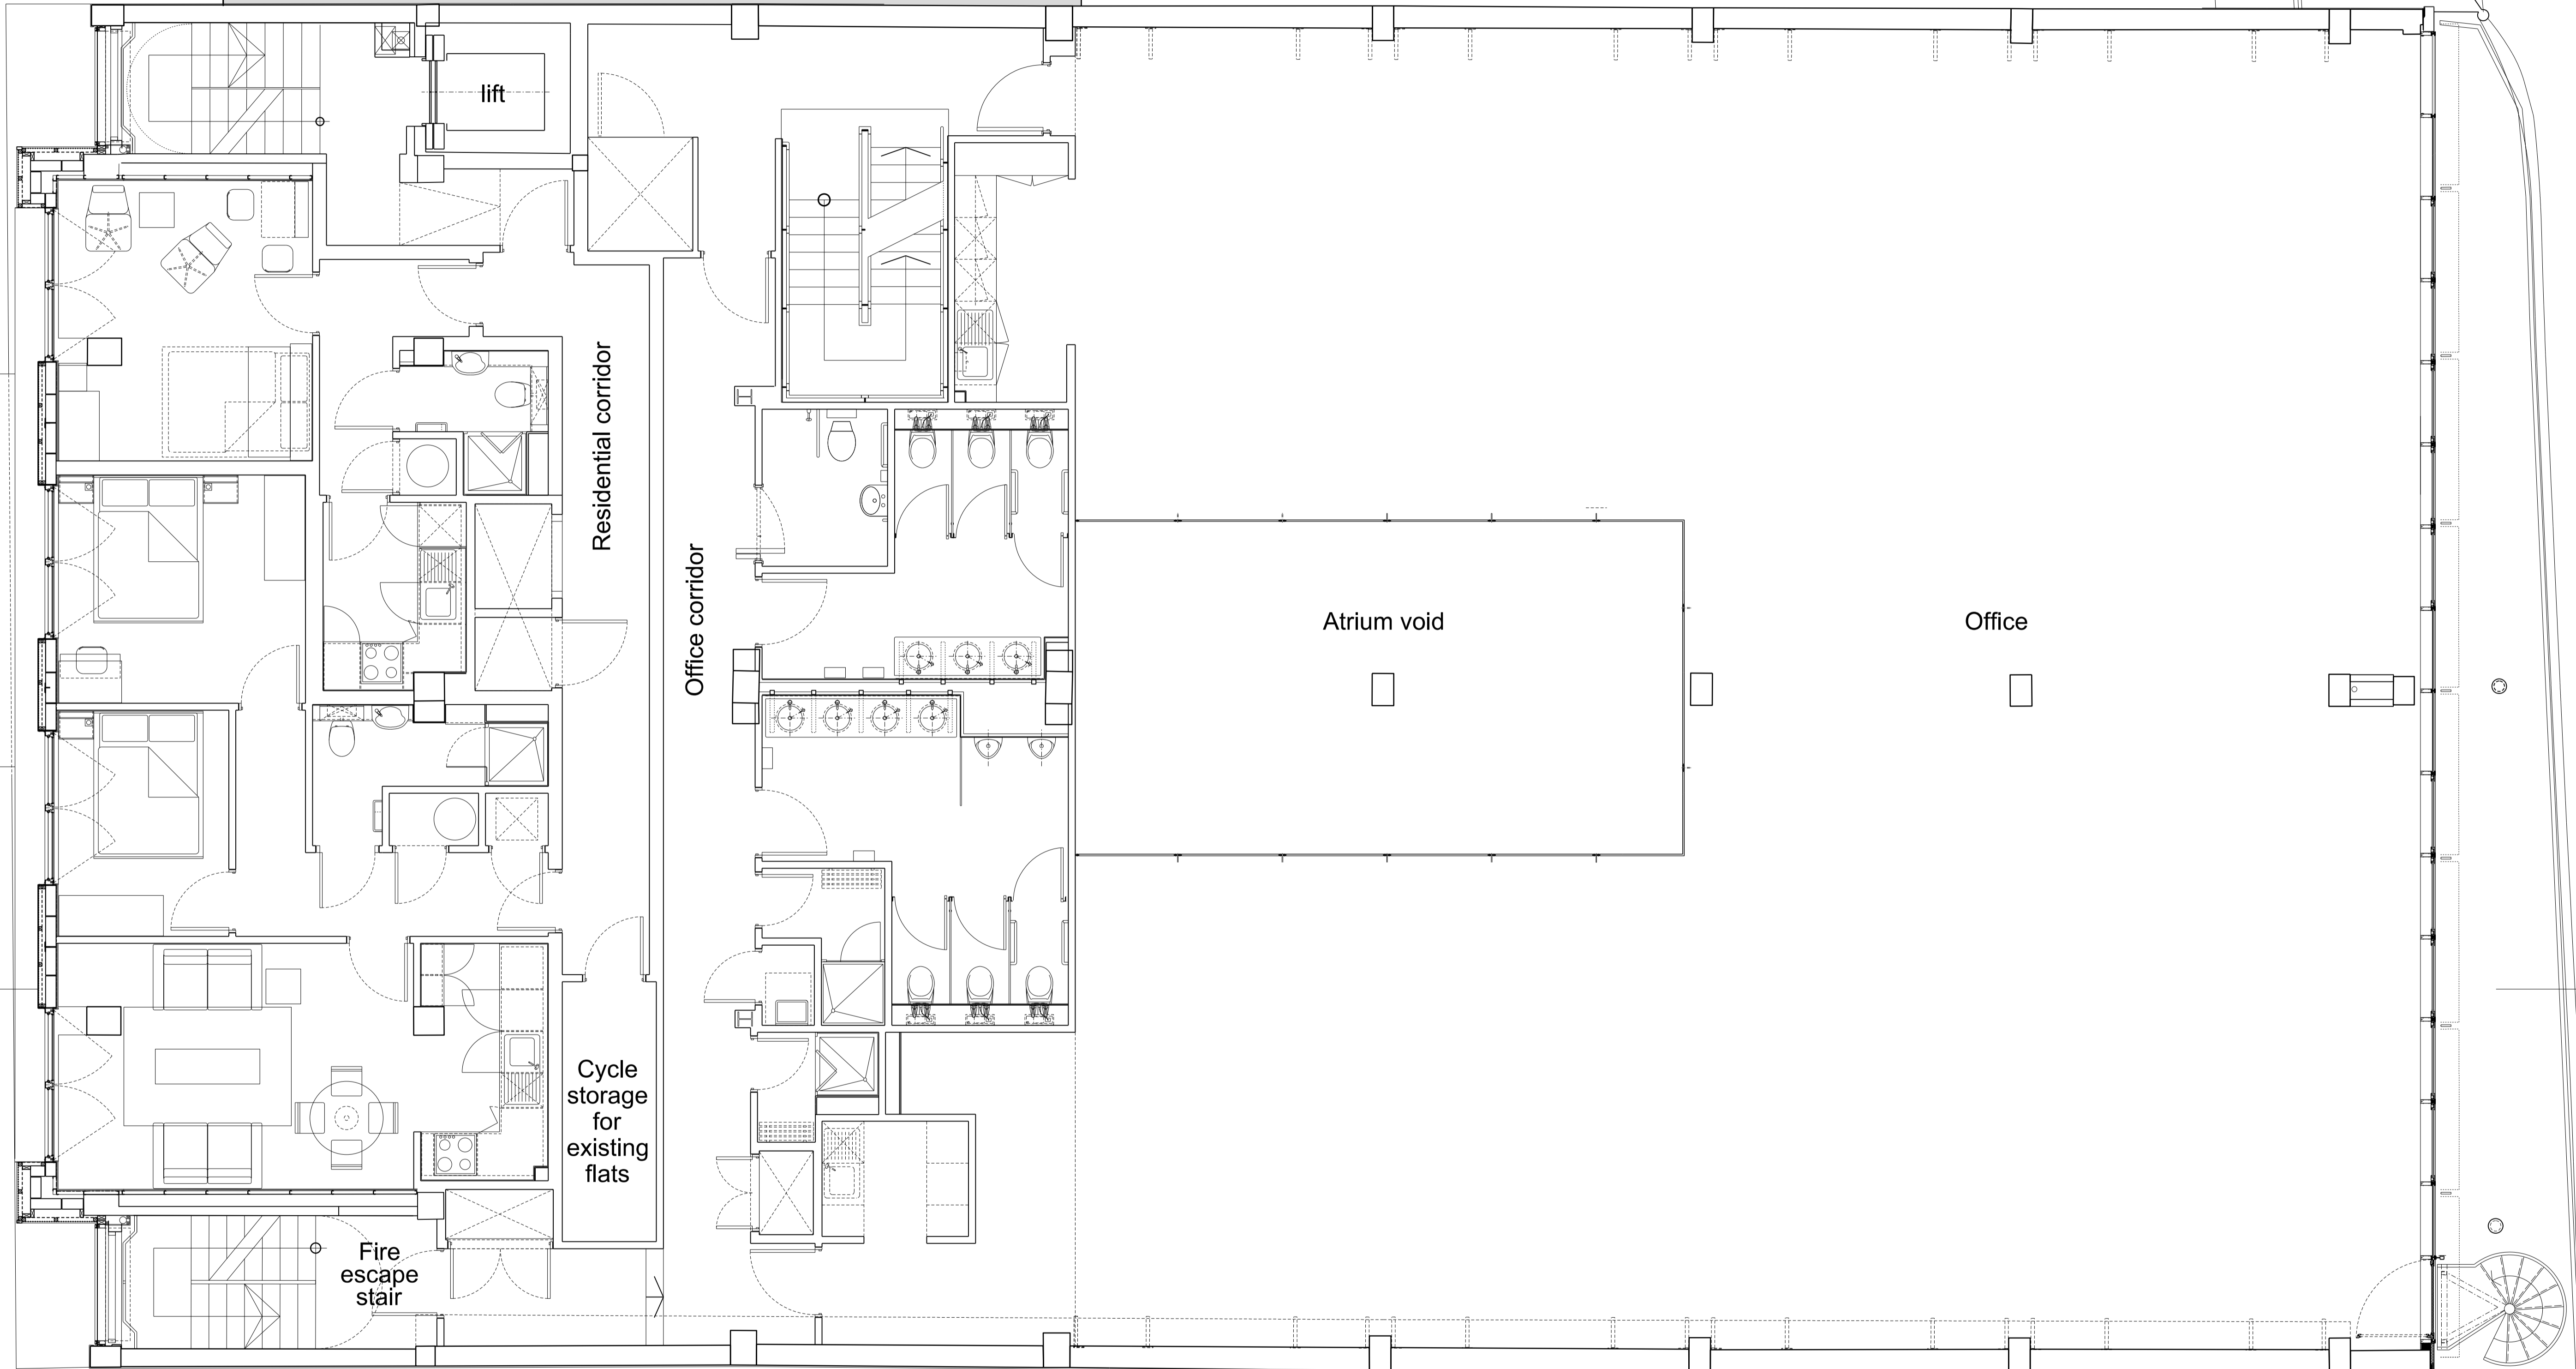 lift
Residential corridor
Office corridor
Atrium void
Office
Cycle
storage
for
existing
flats
Fire
escape
stair